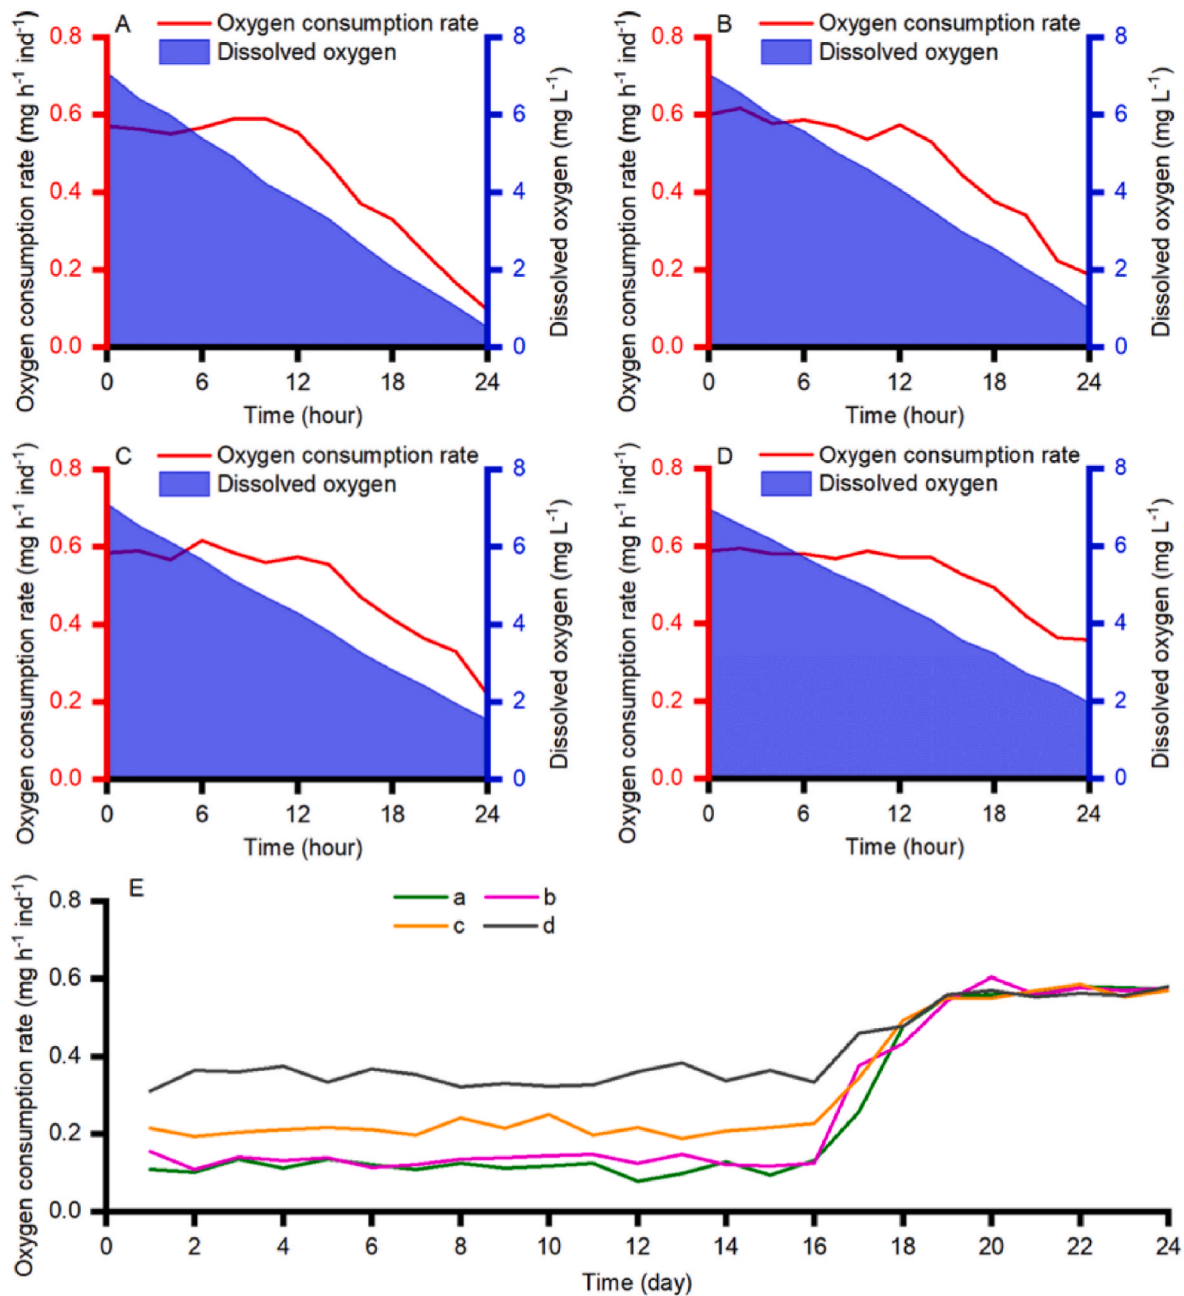 A
Oxygen consumption rate
Dissolved oxygen
Oxygen consumption rate (mg h⁻¹ ind⁻¹)
0.8
0.6
0.4
0.2
0.0
8
6
4
2
0
Dissolved oxygen (mg L⁻¹)
0 6 12 18 24
Time (hour)
B
Oxygen consumption rate
Dissolved oxygen
Oxygen consumption rate (mg h⁻¹ ind⁻¹)
0.8
0.6
0.4
0.2
0.0
8
6
4
2
0
Dissolved oxygen (mg L⁻¹)
0 6 12 18 24
Time (hour)
C
Oxygen consumption rate
Dissolved oxygen
Oxygen consumption rate (mg h⁻¹ ind⁻¹)
0.8
0.6
0.4
0.2
0.0
8
6
4
2
0
Dissolved oxygen (mg L⁻¹)
0 6 12 18 24
Time (hour)
D
Oxygen consumption rate
Dissolved oxygen
Oxygen consumption rate (mg h⁻¹ ind⁻¹)
0.8
0.6
0.4
0.2
0.0
8
6
4
2
0
Dissolved oxygen (mg L⁻¹)
0 6 12 18 24
Time (hour)
E
a b
c d
Oxygen consumption rate (mg h⁻¹ ind⁻¹)
0.8
0.6
0.4
0.2
0.0
0 2 4 6 8 10 12 14 16 18 20 22 24
Time (day)